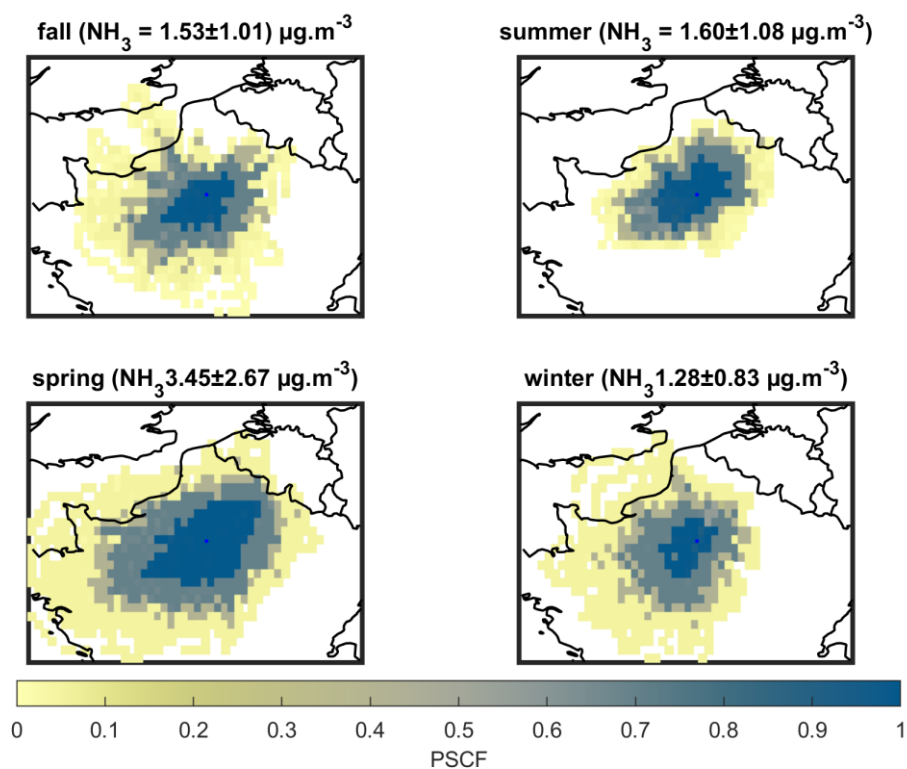 fall (NH₃ = 1.53±1.01) µg.m⁻³
summer (NH₃ = 1.60±1.08 µg.m⁻³)
spring (NH₃3.45±2.67 µg.m⁻³)
winter (NH₃1.28±0.83 µg.m⁻³)
0 0.1 0.2 0.3 0.4 0.5 0.6 0.7 0.8 0.9 1
PSCF